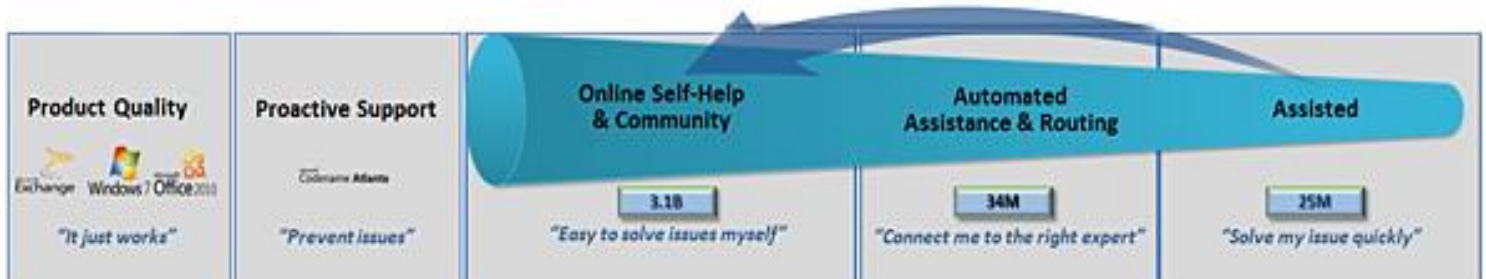 Product Quality
Exchange
Windows 7
Office 2010
"It just works"
Proactive Support
Codename Atlanta
"Prevent issues"
Online Self-Help
& Community
3.1B
"Easy to solve issues myself"
Automated
Assistance & Routing
34M
"Connect me to the right expert"
Assisted
25M
"Solve my issue quickly"